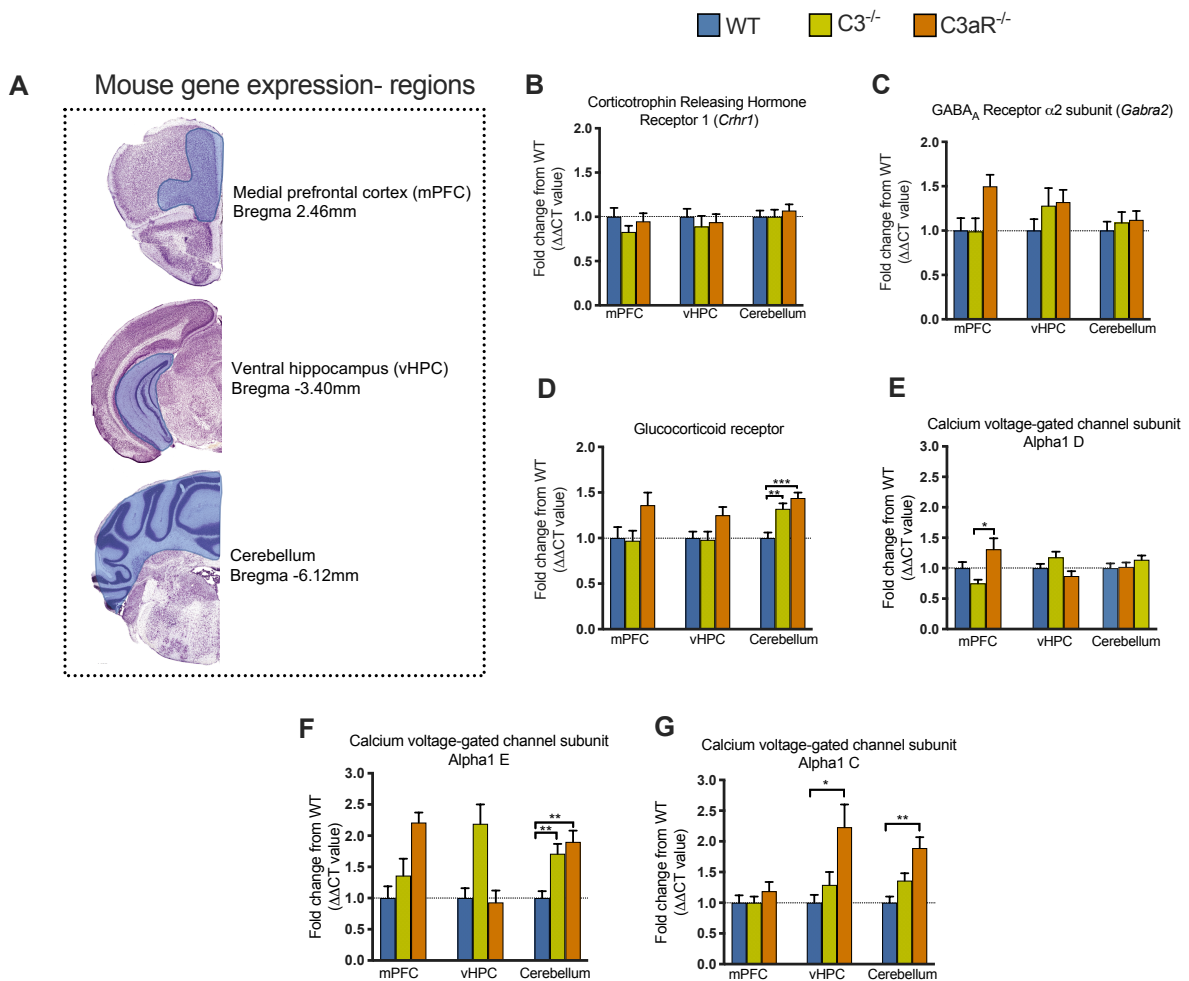 WT
C3-/-
C3aR-/-
A
Mouse gene expression- regions
Medial prefrontal cortex (mPFC)
Bregma 2.46mm
Ventral hippocampus (vHPC)
Bregma -3.40mm
Cerebellum
Bregma -6.12mm
B
Corticotrophin Releasing Hormone
Receptor 1 (Crhr1)
Fold change from WT
(ΔΔCT value)
2.0
1.5
1.0
0.5
0.0
mPFC
vHPC
Cerebellum
C
GABAA Receptor α2 subunit (Gabra2)
Fold change from WT
(ΔΔCT value)
2.0
1.5
1.0
0.5
0.0
mPFC
vHPC
Cerebellum
D
Glucocorticoid receptor
Fold change from WT
(ΔΔCT value)
2.0
1.5
1.0
0.5
0.0
***
**
mPFC
vHPC
Cerebellum
E
Calcium voltage-gated channel subunit
Alpha1 D
Fold change from WT
(ΔΔCT value)
3.0
2.5
2.0
1.5
1.0
0.5
0.0
*
mPFC
vHPC
Cerebellum
F
Calcium voltage-gated channel subunit
Alpha1 E
Fold change from WT
(ΔΔCT value)
3.0
2.5
2.0
1.5
1.0
0.5
0.0
**
**
mPFC
vHPC
Cerebellum
G
Calcium voltage-gated channel subunit
Alpha1 C
Fold change from WT
(ΔΔCT value)
3.0
2.5
2.0
1.5
1.0
0.5
0.0
*
**
mPFC
vHPC
Cerebellum